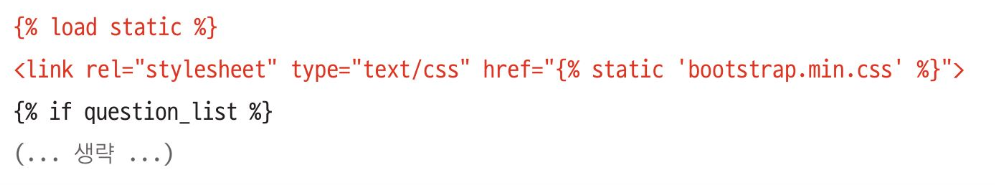 {% load static %}
<link rel="stylesheet" type="text/css" href="{% static 'bootstrap.min.css' %}">
{% if question_list %}
(... 생략 ...)